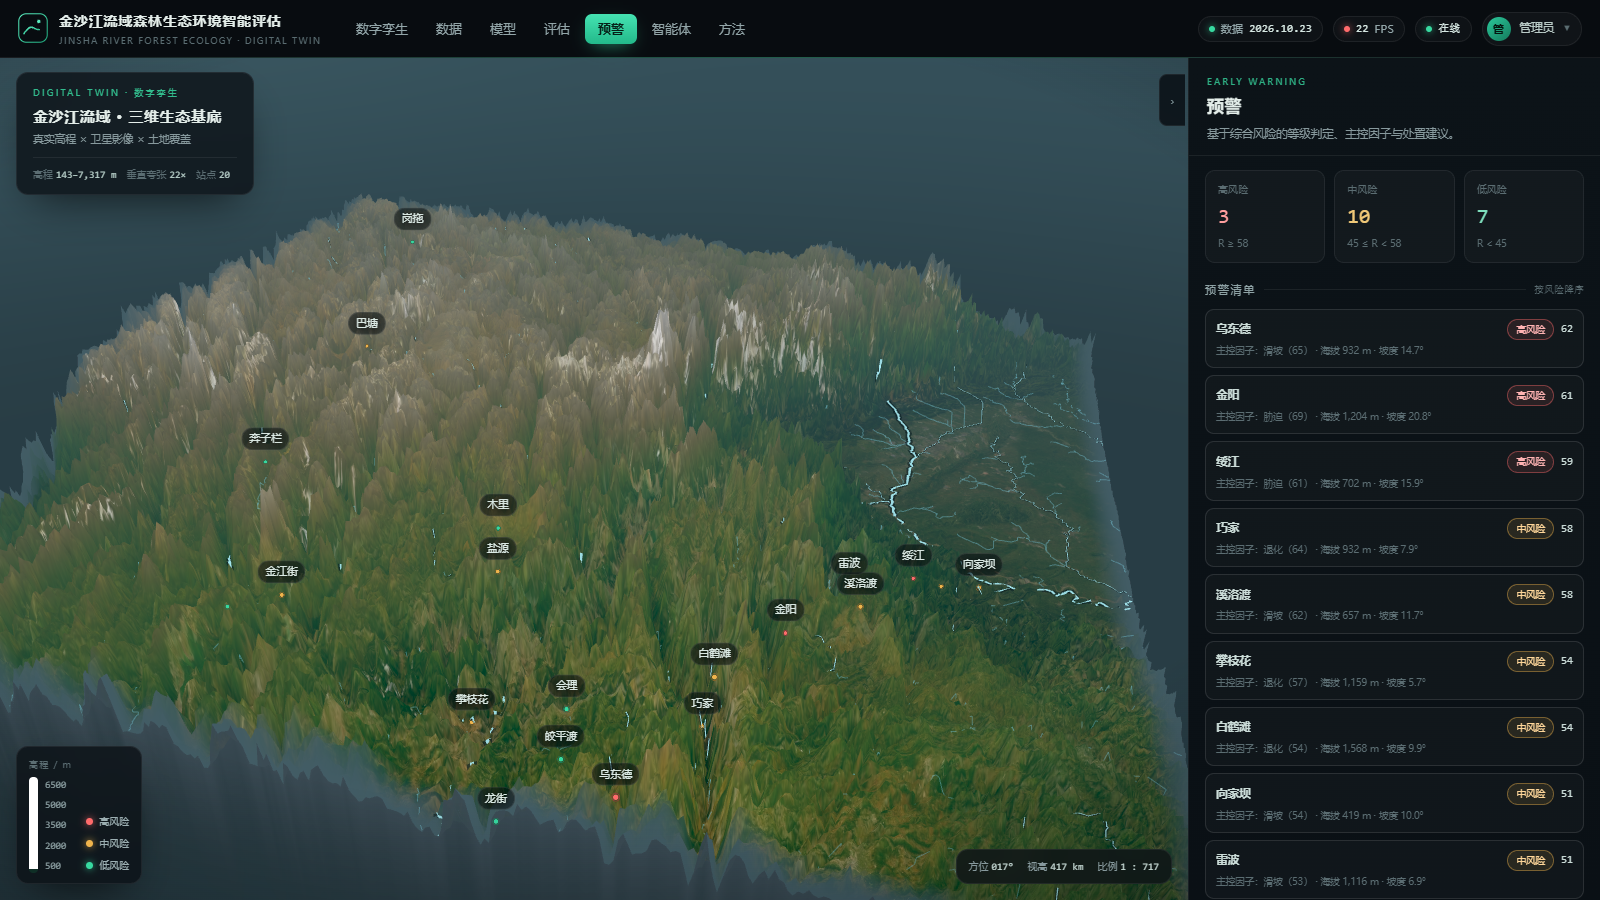 金沙江流域森林生态环境智能评估
JINSHA RIVER FOREST ECOLOGY · DIGITAL TWIN
数字孪生 数据 模型 评估 预警 智能体 方法
数据 2026.10.23
22 FPS
在线
管 管理员
DIGITAL TWIN · 数字孪生
金沙江流域 · 三维生态基底
真实高程 × 卫星影像 × 土地覆盖
高程 143–7,317 m 垂直夸张 22× 站点 20
岗拖
巴塘
奔子栏
木里
盐源
金江街
雷波
绥江
向家坝
溪洛渡
金阳
白鹤滩
会理
攀枝花
巧家
皎平渡
乌东德
龙街
高程 / m
6500
5000
3500
2000
500
高风险
中风险
低风险
方位 017° 视高 417 km 比例 1 : 717
EARLY WARNING
预警
基于综合风险的等级判定、主控因子与处置建议。
高风险
3
R ≥ 58
中风险
10
45 ≤ R < 58
低风险
7
R < 45
预警清单 按风险降序
乌东德 高风险 62
主控因子：滑坡（65） · 海拔 932 m · 坡度 14.7°
金阳 高风险 61
主控因子：胁迫（69） · 海拔 1,204 m · 坡度 20.8°
绥江 高风险 59
主控因子：胁迫（61） · 海拔 702 m · 坡度 15.9°
巧家 中风险 58
主控因子：退化（64） · 海拔 932 m · 坡度 7.9°
溪洛渡 中风险 58
主控因子：滑坡（62） · 海拔 657 m · 坡度 11.7°
攀枝花 中风险 54
主控因子：退化（57） · 海拔 1,159 m · 坡度 5.7°
白鹤滩 中风险 54
主控因子：退化（54） · 海拔 1,568 m · 坡度 9.9°
向家坝 中风险 51
主控因子：滑坡（54） · 海拔 419 m · 坡度 10.0°
雷波 中风险 51
主控因子：滑坡（53） · 海拔 1,116 m · 坡度 6.9°